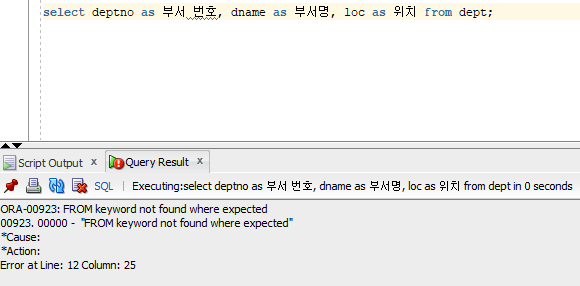 select deptno as 부서 번호, dname as 부서명, loc as 위치 from dept;
Script Output x
Query Result x
SQL | Executing:select deptno as 부서 번호, dname as 부서명, loc as 위치 from dept in 0 seconds
ORA-00923: FROM keyword not found where expected
00923. 00000 -  "FROM keyword not found where expected"
*Cause:
*Action:
Error at Line: 12 Column: 25